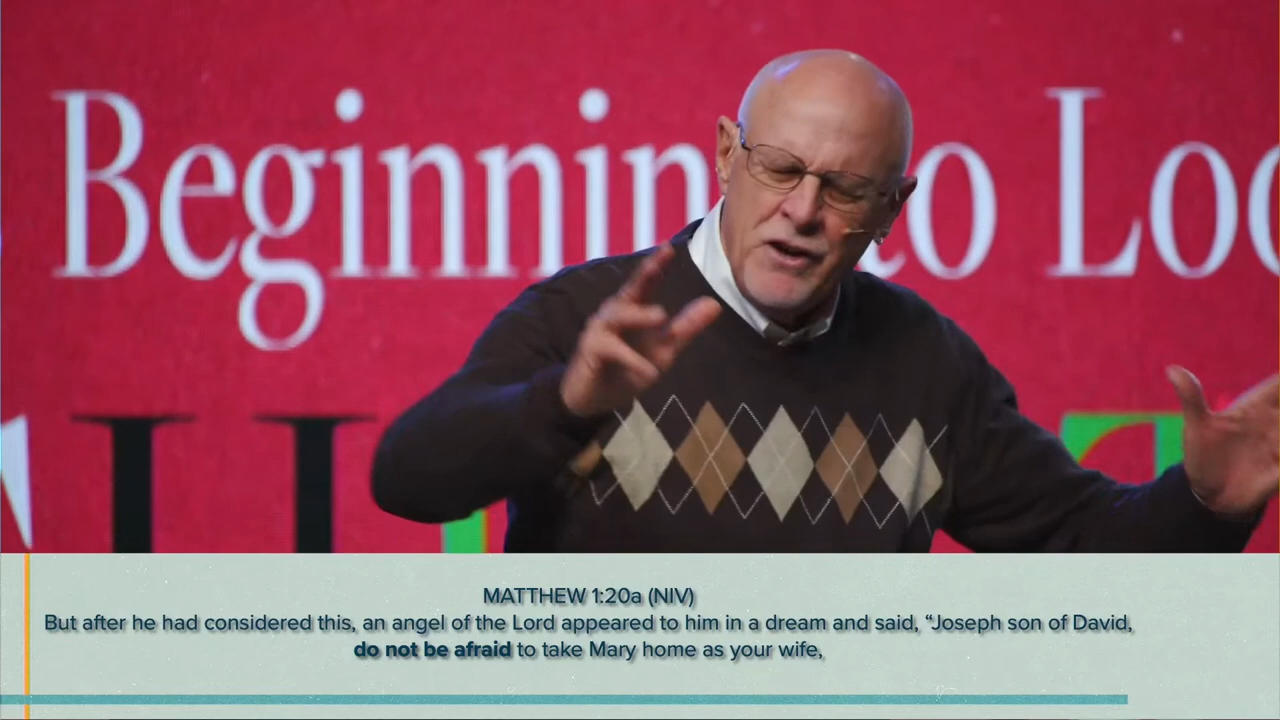 Beginnin to Loo
MATTHEW 1:20a (NIV)
But after he had considered this, an angel of the Lord appeared to him in a dream and said, “Joseph son of David,
do not be afraid to take Mary home as your wife,